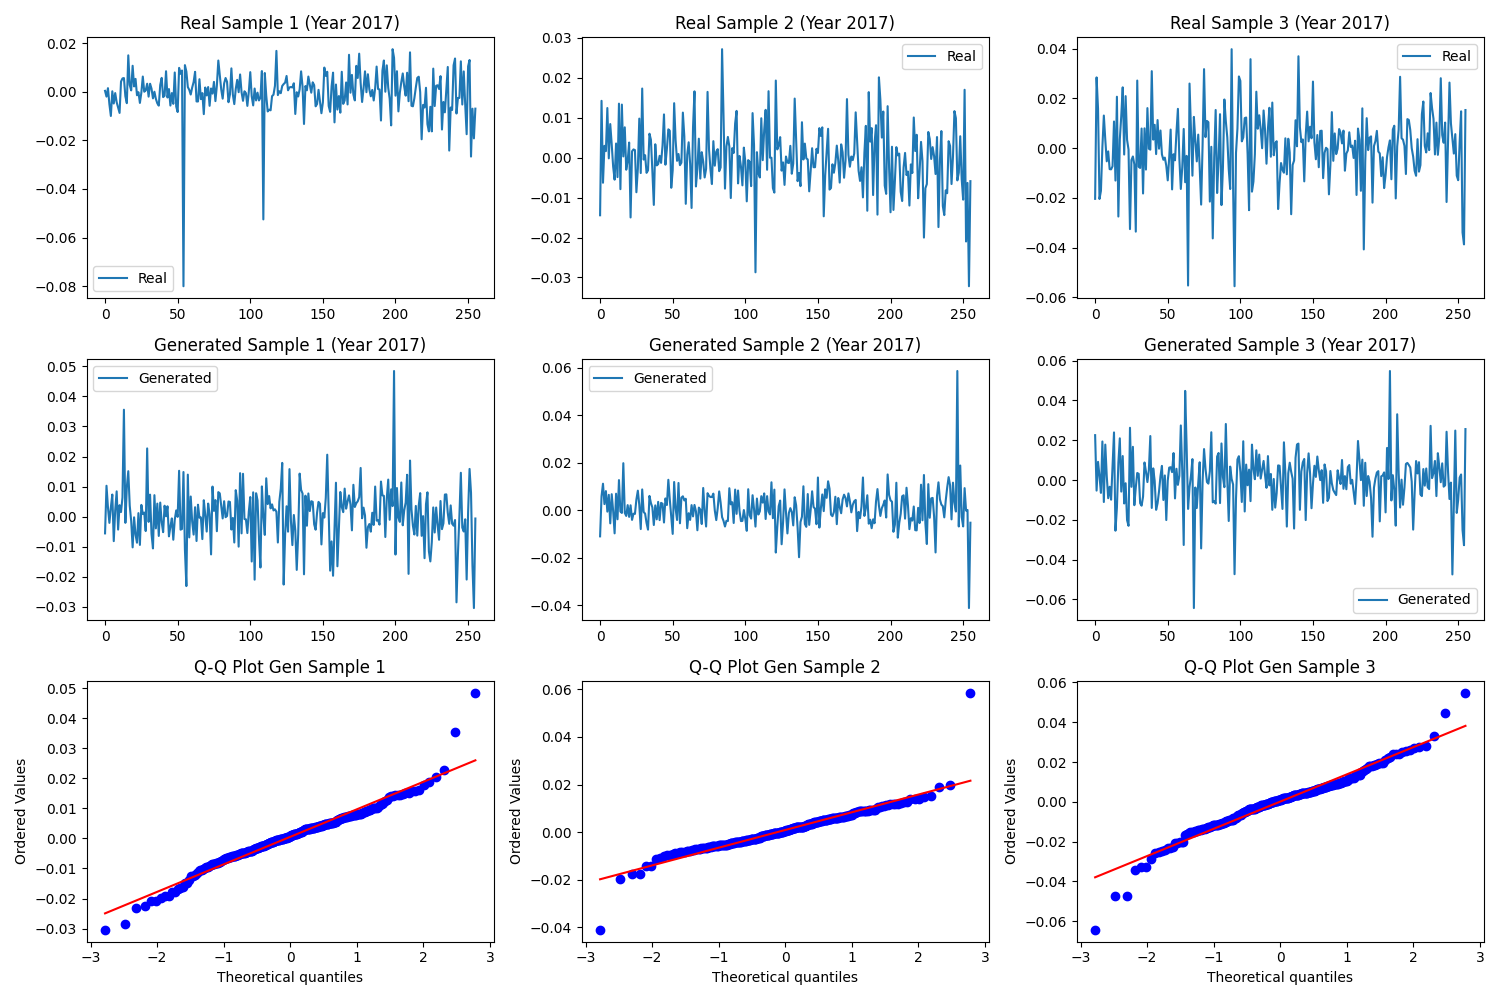 Real Sample 1 (Year 2017)
0.02
0.00
−0.02
−0.04
−0.06
−0.08
Real
0 50 100 150 200 250
Real Sample 2 (Year 2017)
0.03
0.02
0.01
0.00
−0.01
−0.02
−0.03
Real
0 50 100 150 200 250
Real Sample 3 (Year 2017)
0.04
0.02
0.00
−0.02
−0.04
−0.06
Real
0 50 100 150 200 250
Generated Sample 1 (Year 2017)
0.05
0.04
0.03
0.02
0.01
0.00
−0.01
−0.02
−0.03
Generated
0 50 100 150 200 250
Generated Sample 2 (Year 2017)
0.06
0.04
0.02
0.00
−0.02
−0.04
Generated
0 50 100 150 200 250
Generated Sample 3 (Year 2017)
0.06
0.04
0.02
0.00
−0.02
−0.04
−0.06
Generated
0 50 100 150 200 250
Q-Q Plot Gen Sample 1
Ordered Values
0.05
0.04
0.03
0.02
0.01
0.00
−0.01
−0.02
−0.03
−3 −2 −1 0 1 2 3
Theoretical quantiles
Q-Q Plot Gen Sample 2
Ordered Values
0.06
0.04
0.02
0.00
−0.02
−0.04
−3 −2 −1 0 1 2 3
Theoretical quantiles
Q-Q Plot Gen Sample 3
Ordered Values
0.06
0.04
0.02
0.00
−0.02
−0.04
−0.06
−3 −2 −1 0 1 2 3
Theoretical quantiles